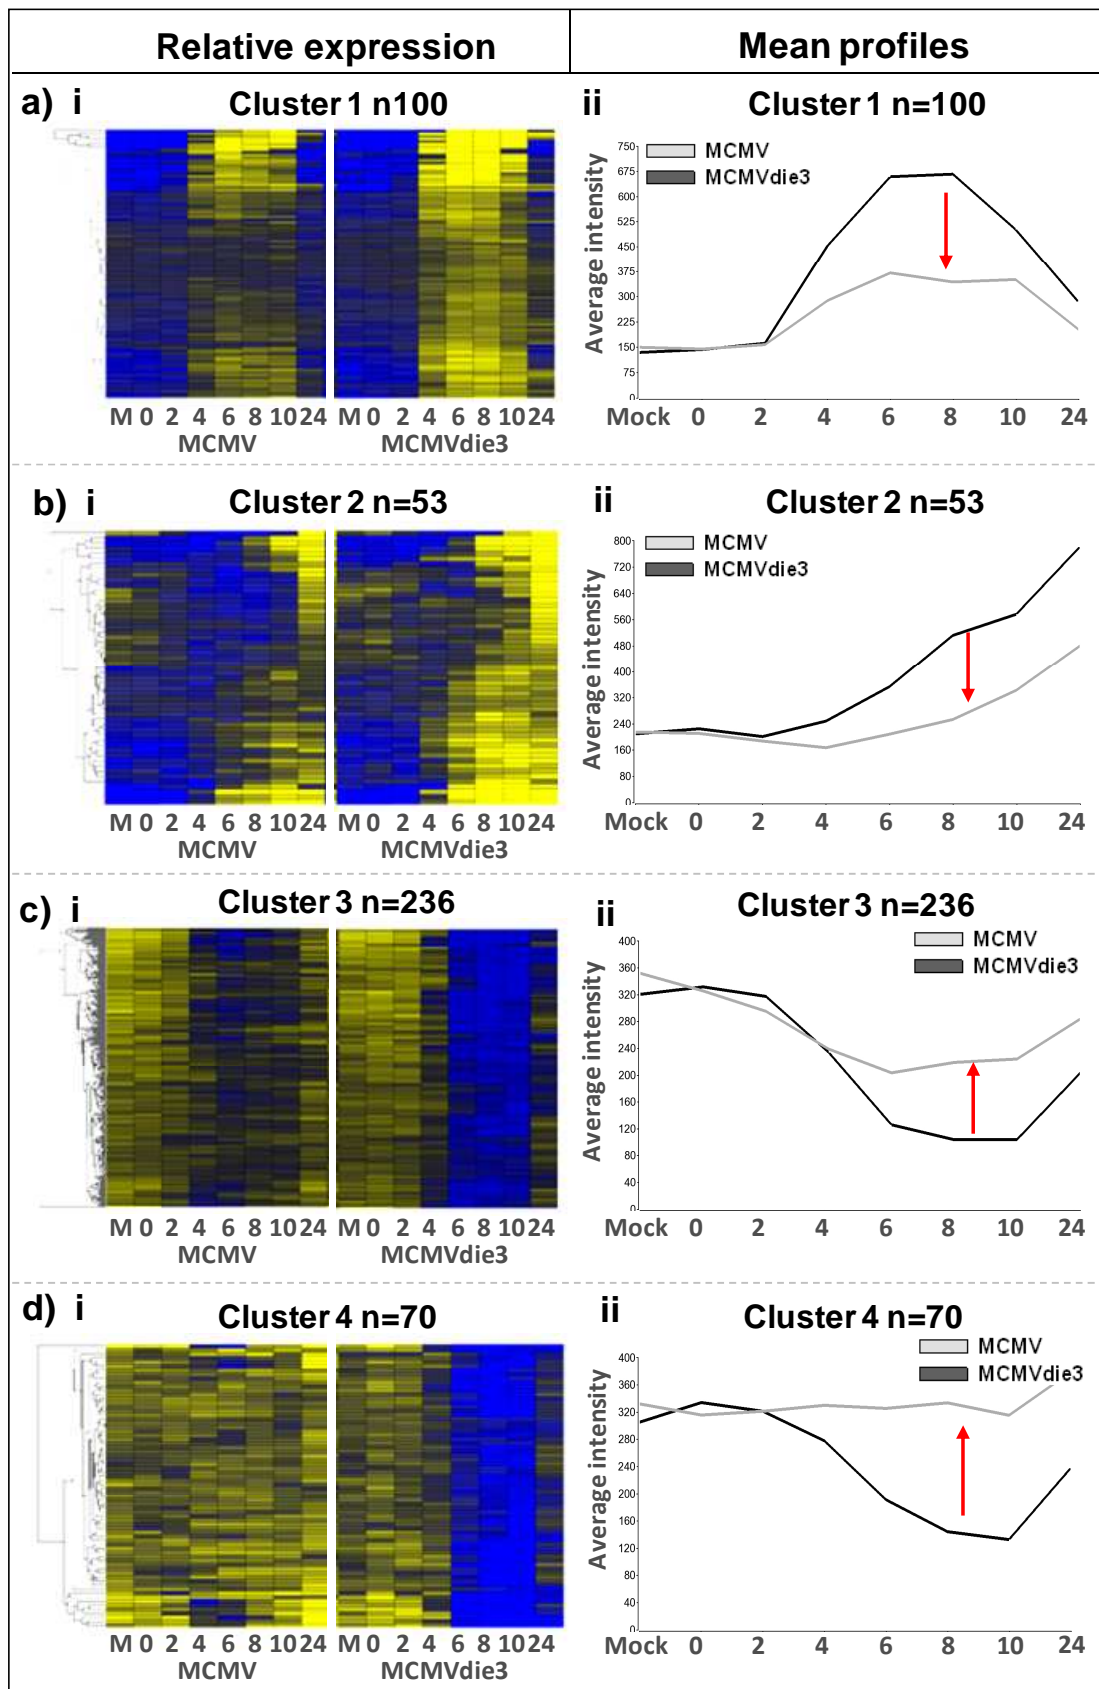 Relative expression
Mean profiles
a) i
Cluster 1 n100
M 0 2 4 6 8 10 24
MCMV
M 0 2 4 6 8 10 24
MCMVdie3
ii
Cluster 1 n=100
MCMV
MCMVdie3
Average intensity
750
675
600
525
450
375
300
225
150
75
0
Mock 0 2 4 6 8 10 24
b) i
Cluster 2 n=53
M 0 2 4 6 8 10 24
MCMV
M 0 2 4 6 8 10 24
MCMVdie3
ii
Cluster 2 n=53
MCMV
MCMVdie3
Average intensity
800
720
640
560
480
400
320
240
160
80
0
Mock 0 2 4 6 8 10 24
c) i
Cluster 3 n=236
M 0 2 4 6 8 10 24
MCMV
M 0 2 4 6 8 10 24
MCMVdie3
ii
Cluster 3 n=236
MCMV
MCMVdie3
Average intensity
400
360
320
280
240
200
160
120
80
40
0
Mock 0 2 4 6 8 10 24
d) i
Cluster 4 n=70
M 0 2 4 6 8 10 24
MCMV
M 0 2 4 6 8 10 24
MCMVdie3
ii
Cluster 4 n=70
MCMV
MCMVdie3
Average intensity
400
360
320
280
240
200
160
120
80
40
0
Mock 0 2 4 6 8 10 24